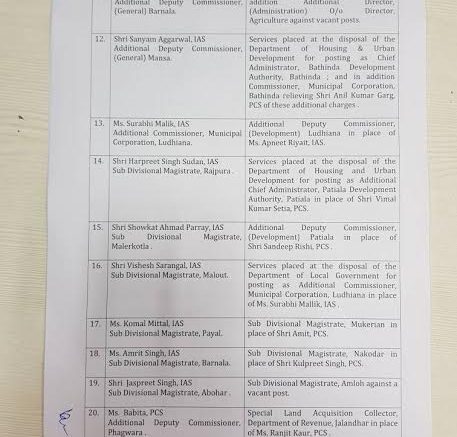 Additional Deputy Commissioner,
(General) Barnala.
addition Additional Director,
(Administration) O/o Director,
Agriculture against vacant posts.
12.
Shri Sanyam Aggarwal, IAS
Additional Deputy Commissioner,
(General) Mansa.
Services placed at the disposal of the
Department of Housing & Urban
Development for posting as Chief
Administrator, Bathinda Development
Authority, Bathinda ; and in addition
Commissioner, Municipal Corporation,
Bathinda relieving Shri Anil Kumar Garg,
PCS of these additional charges .
13.
Ms. Surabhi Malik, IAS
Additional Commissioner, Municipal
Corporation, Ludhiana.
Additional Deputy Commissioner,
(Development) Ludhiana in place of
Ms. Apneet Riyait, IAS.
14.
Shri Harpreet Singh Sudan, IAS
Sub Divisional Magistrate, Rajpura .
Services placed at the disposal of the
Department of Housing and Urban
Development for posting as Additional
Chief Administrator, Patiala Development
Authority, Patiala in place of Shri Vimal
Kumar Setia, PCS.
15.
Shri Showkat Ahmad Parray, IAS
Sub Divisional Magistrate,
Malerkotla .
Additional Deputy Commissioner,
(Development) Patiala in place of
Shri Sandeep Rishi, PCS .
16.
Shri Vishesh Sarangal, IAS
Sub Divisional Magistrate, Malout.
Services placed at the disposal of the
Department of Local Government for
posting as Additional Commissioner,
Municipal Corporation, Ludhiana in place
of Ms. Surabhi Mallik, IAS .
17.
Ms. Komal Mittal, IAS
Sub Divisional Magistrate, Payal.
Sub Divisional Magistrate, Mukerian in
place of Shri Amit, PCS.
18.
Ms. Amrit Singh, IAS
Sub Divisional Magistrate, Barnala.
Sub Divisional Magistrate, Nakodar in
place of Shri Kulpreet Singh, PCS.
19.
Shri Jaspreet Singh, IAS
Sub Divisional Magistrate, Abohar .
Sub Divisional Magistrate, Amloh against a
vacant post.
20.
Ms. Babita, PCS
Additional Deputy Commissioner,
Phagwara .
Special Land Acquisition Collector,
Department of Revenue, Jalandhar in place
of Ms. Ranjit Kaur, PCS .